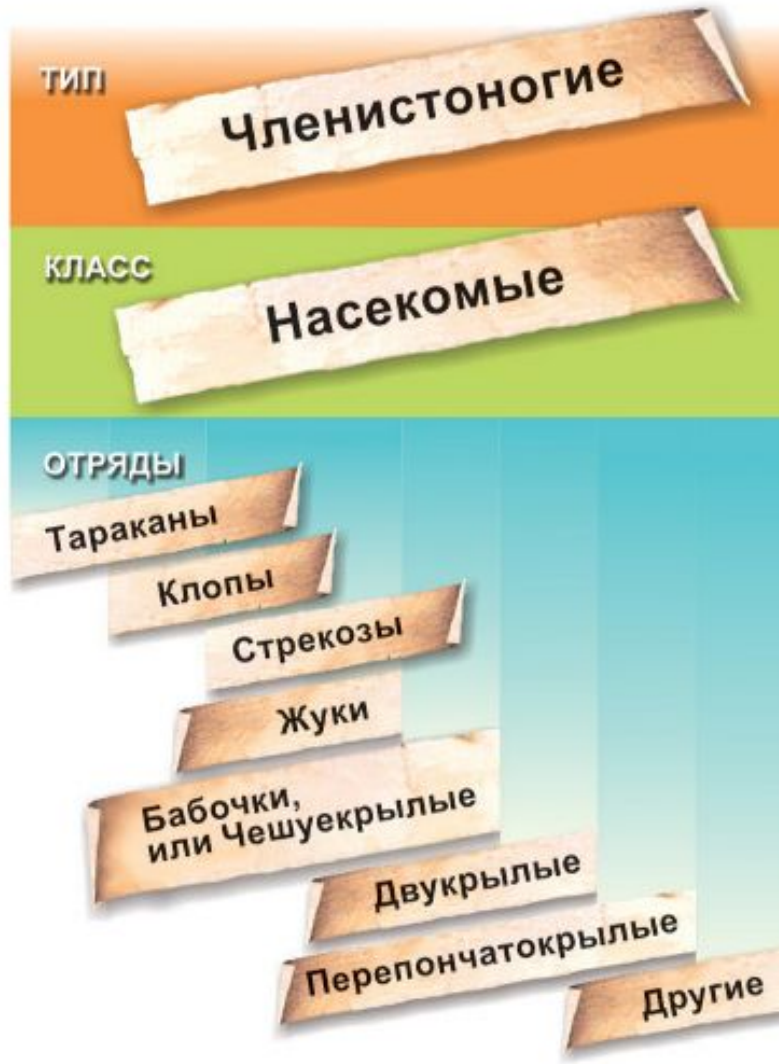 ТИП
Членистоногие
КЛАСС
Насекомые
ОТРЯДЫ
Тараканы
Клопы
Стрекозы
Жуки
Бабочки,
или Чешуекрылые
Двукрылые
Перепончатокрылые
Другие